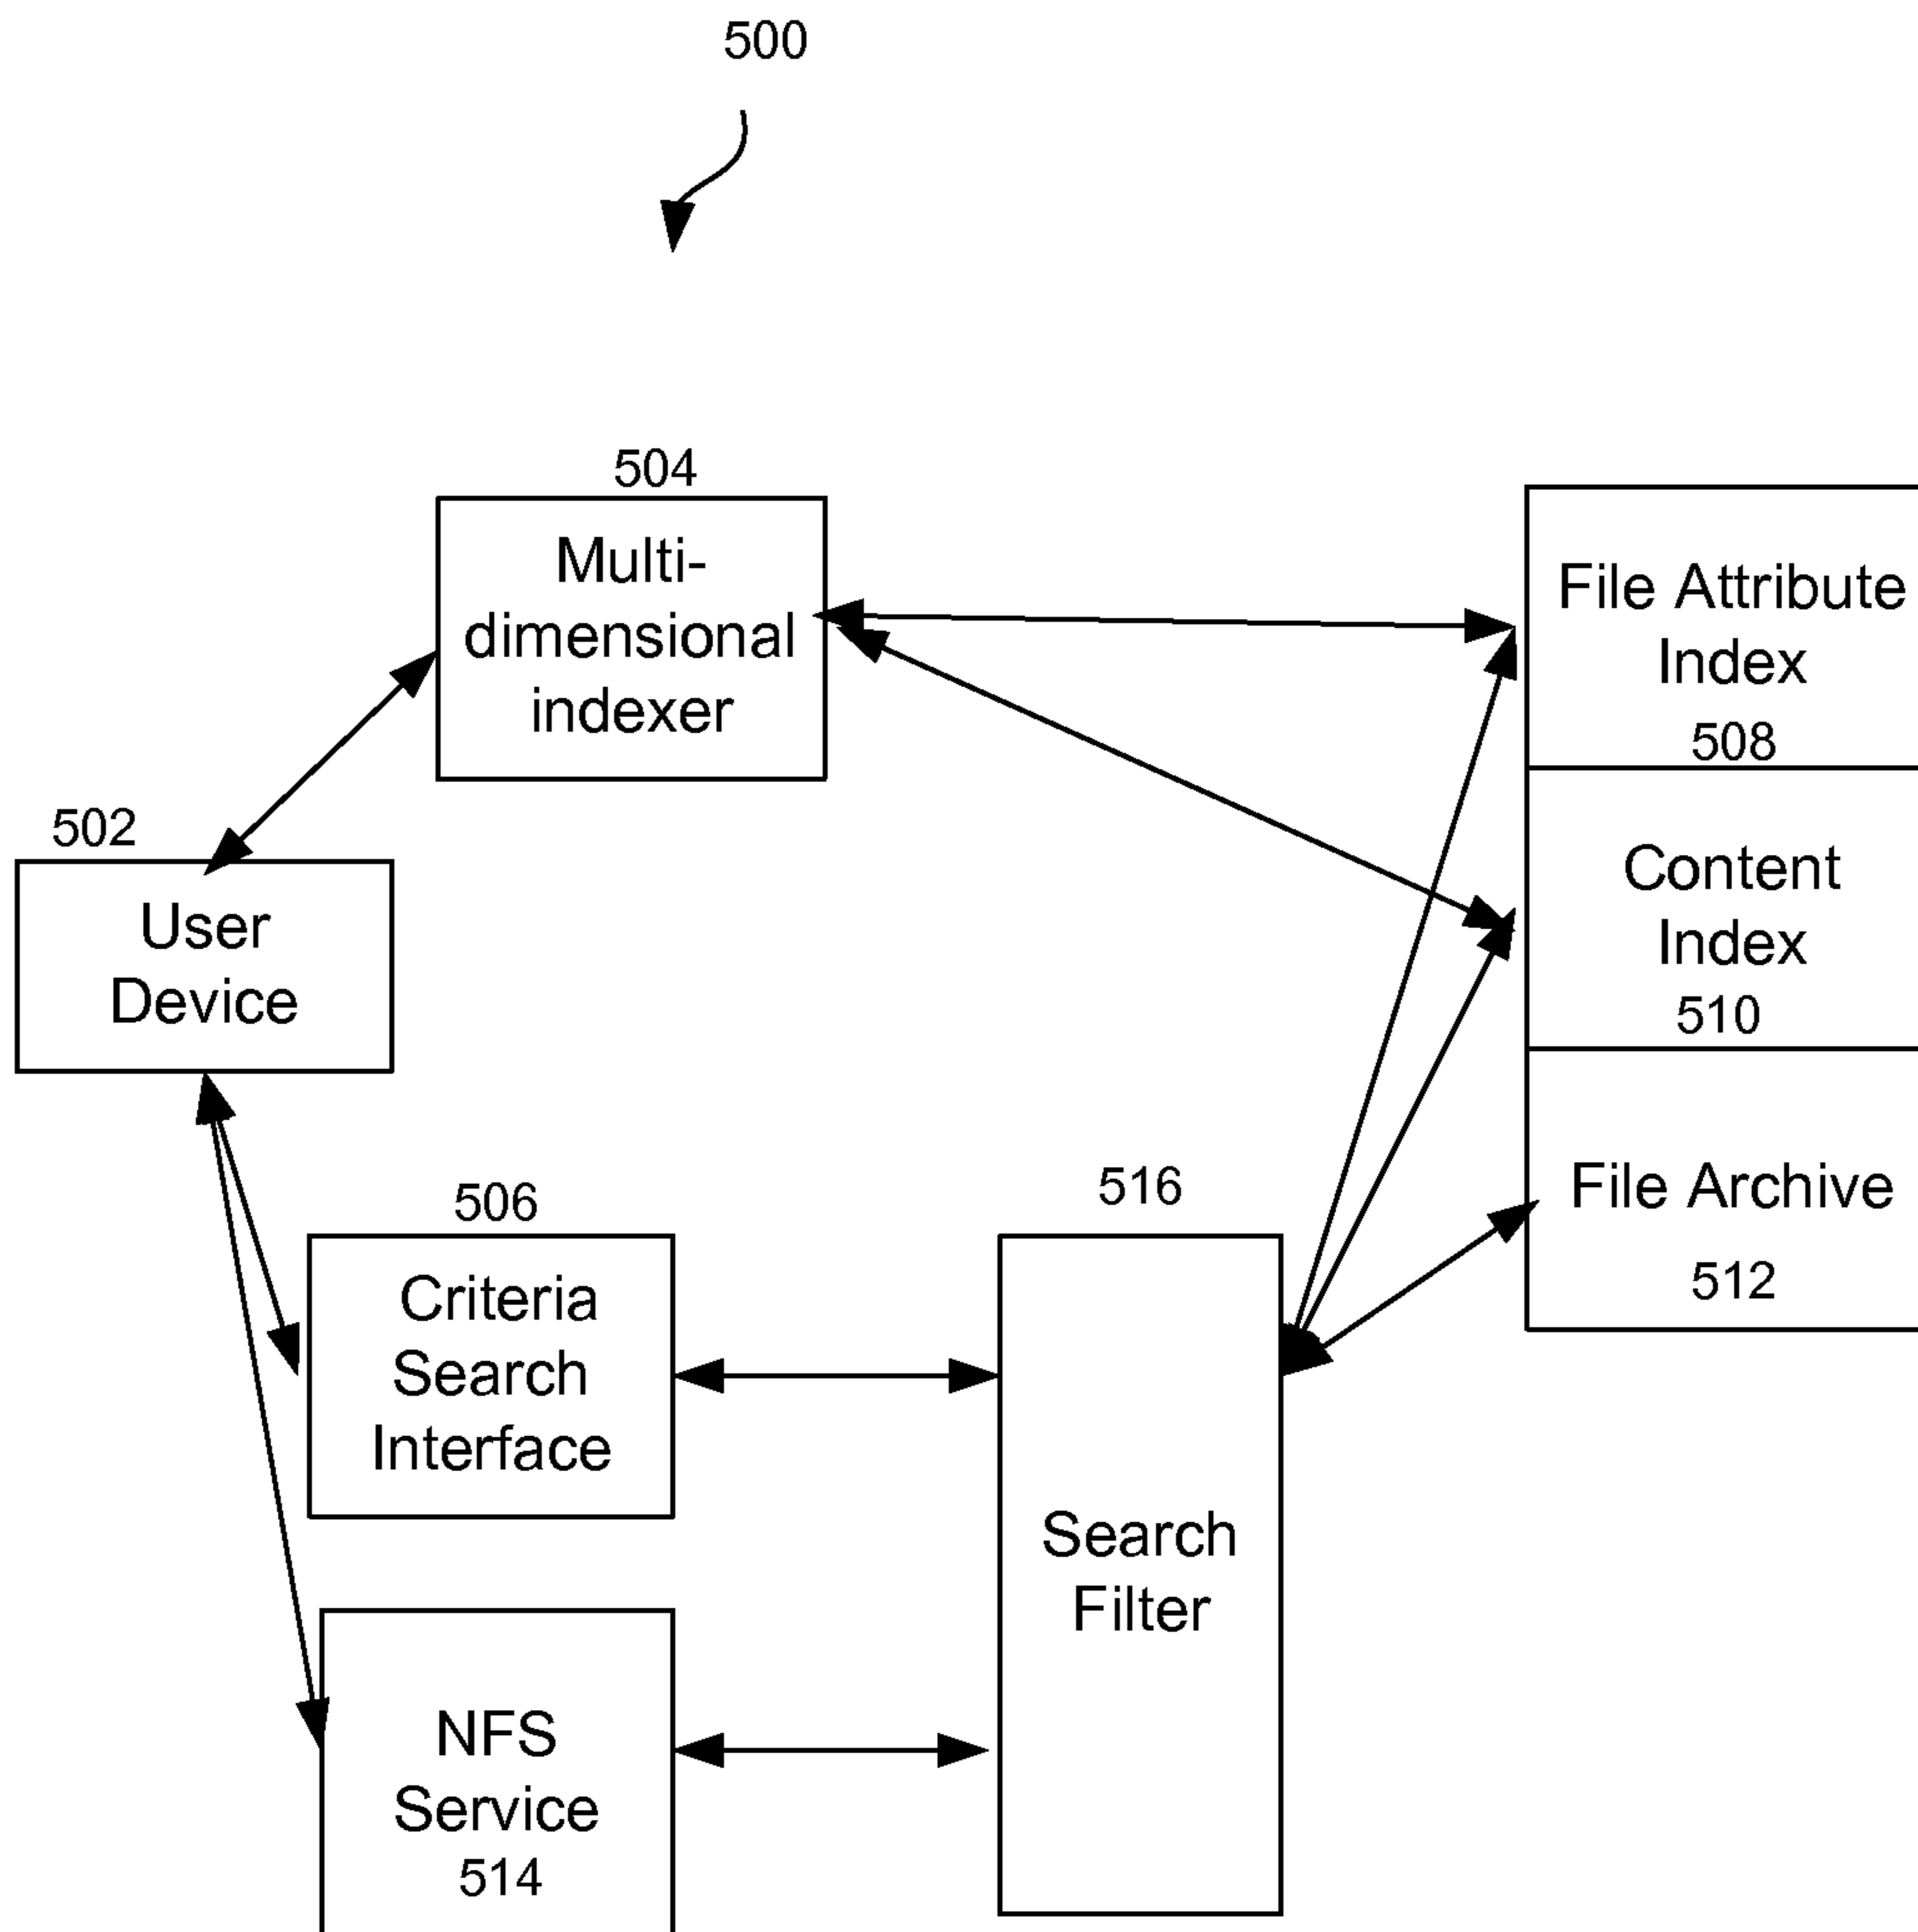 500
504
Multi-
dimensional
indexer
File Attribute
Index
508
502
User
Device
Content
Index
510
506
Criteria
Search
Interface
516
Search
Filter
File Archive
512
NFS
Service
514